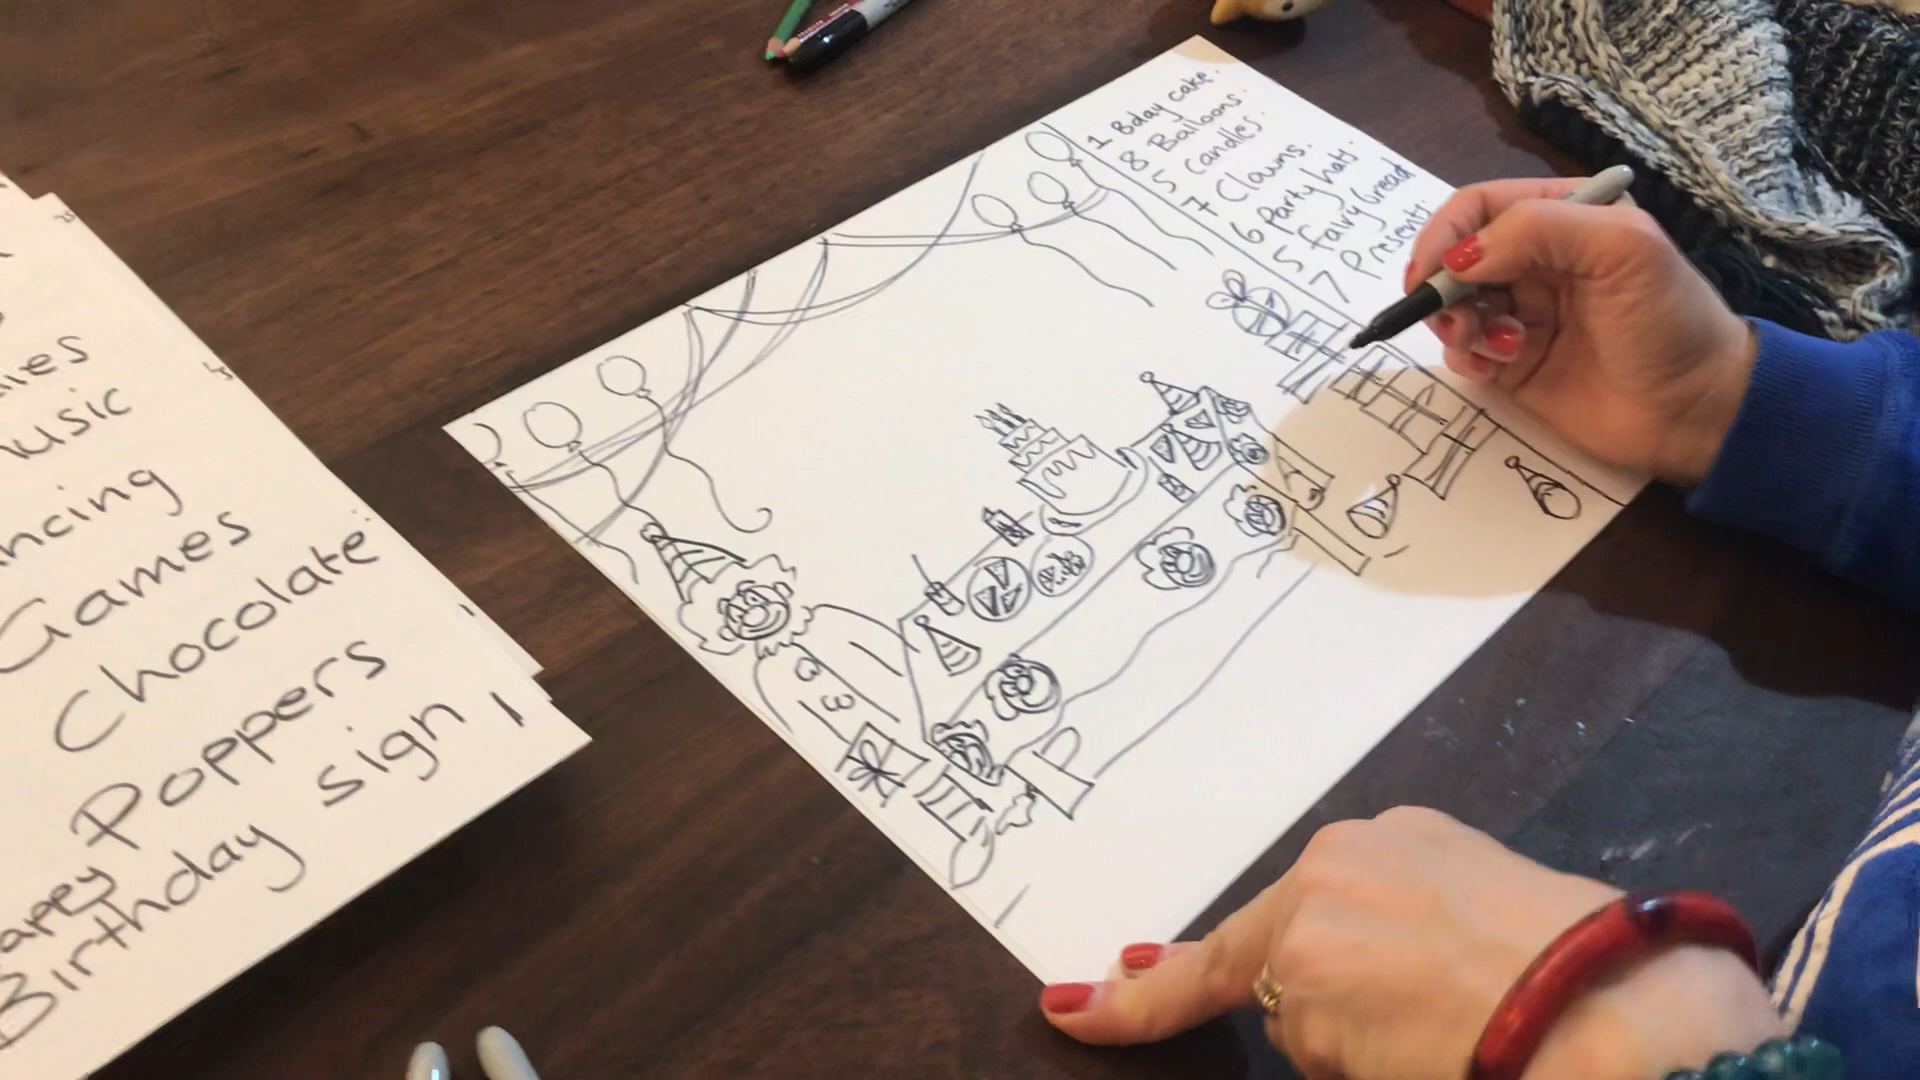 usic
ncing
Games
Chocolate
Poppers
appy
Birthday sign
1 Bday cake.
8 Balloons.
5 candles.
7 Clowns.
6 Party hats.
5 fairy bread
7 Presents.